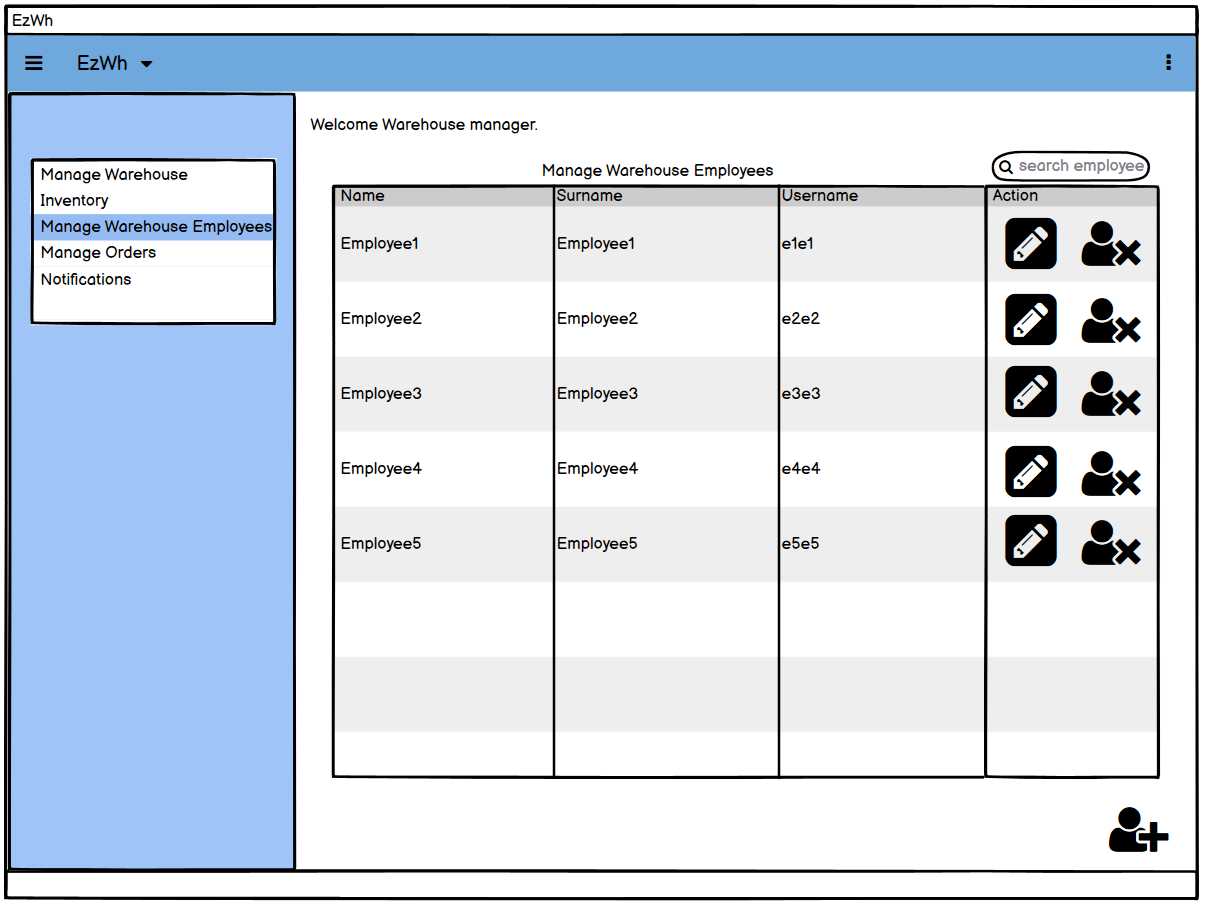 EzWh
EzWh
Welcome Warehouse manager.
Manage Warehouse
Inventory
Manage Warehouse Employees
Manage Orders
Notifications
Manage Warehouse Employees
search employee
Name Surname Username Action
Employee1 Employee1 e1e1
Employee2 Employee2 e2e2
Employee3 Employee3 e3e3
Employee4 Employee4 e4e4
Employee5 Employee5 e5e5